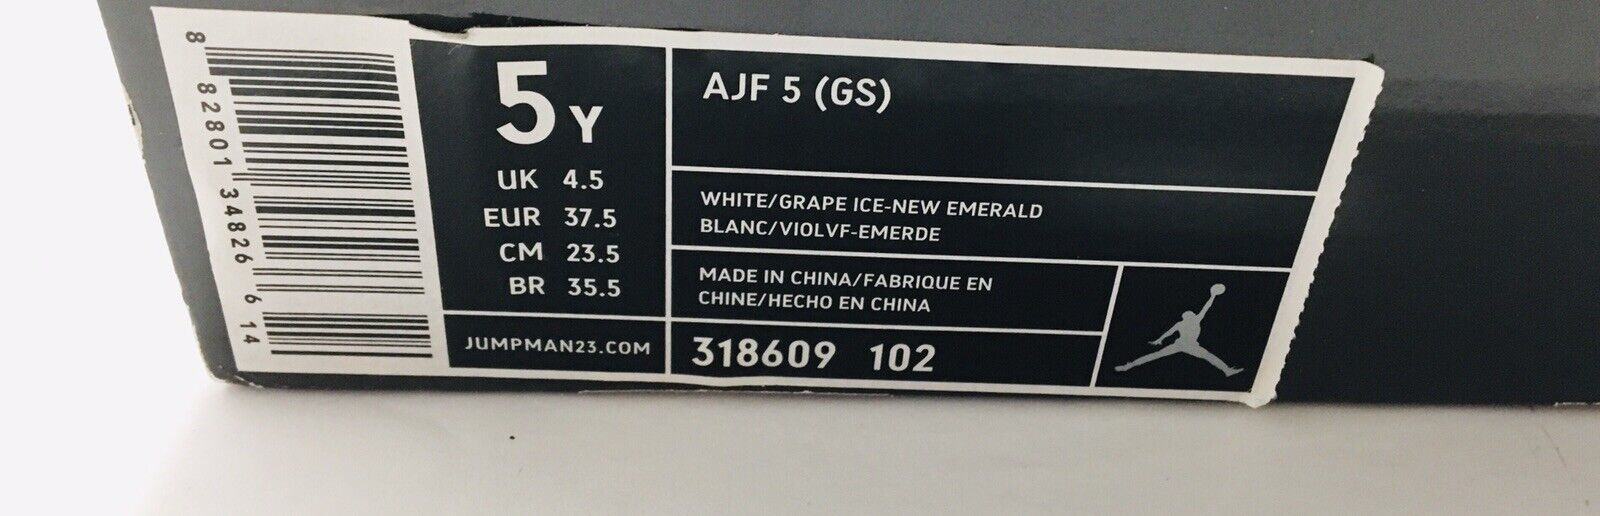 8 82801 34826 6 14
5 Y
UK 4.5
EUR 37.5
CM 23.5
BR 35.5
JUMPMAN23.COM
AJF 5 (GS)
WHITE/GRAPE ICE-NEW EMERALD
BLANC/VIOLVF-EMERDE
MADE IN CHINA/FABRIQUE EN
CHINE/HECHO EN CHINA
318609 102